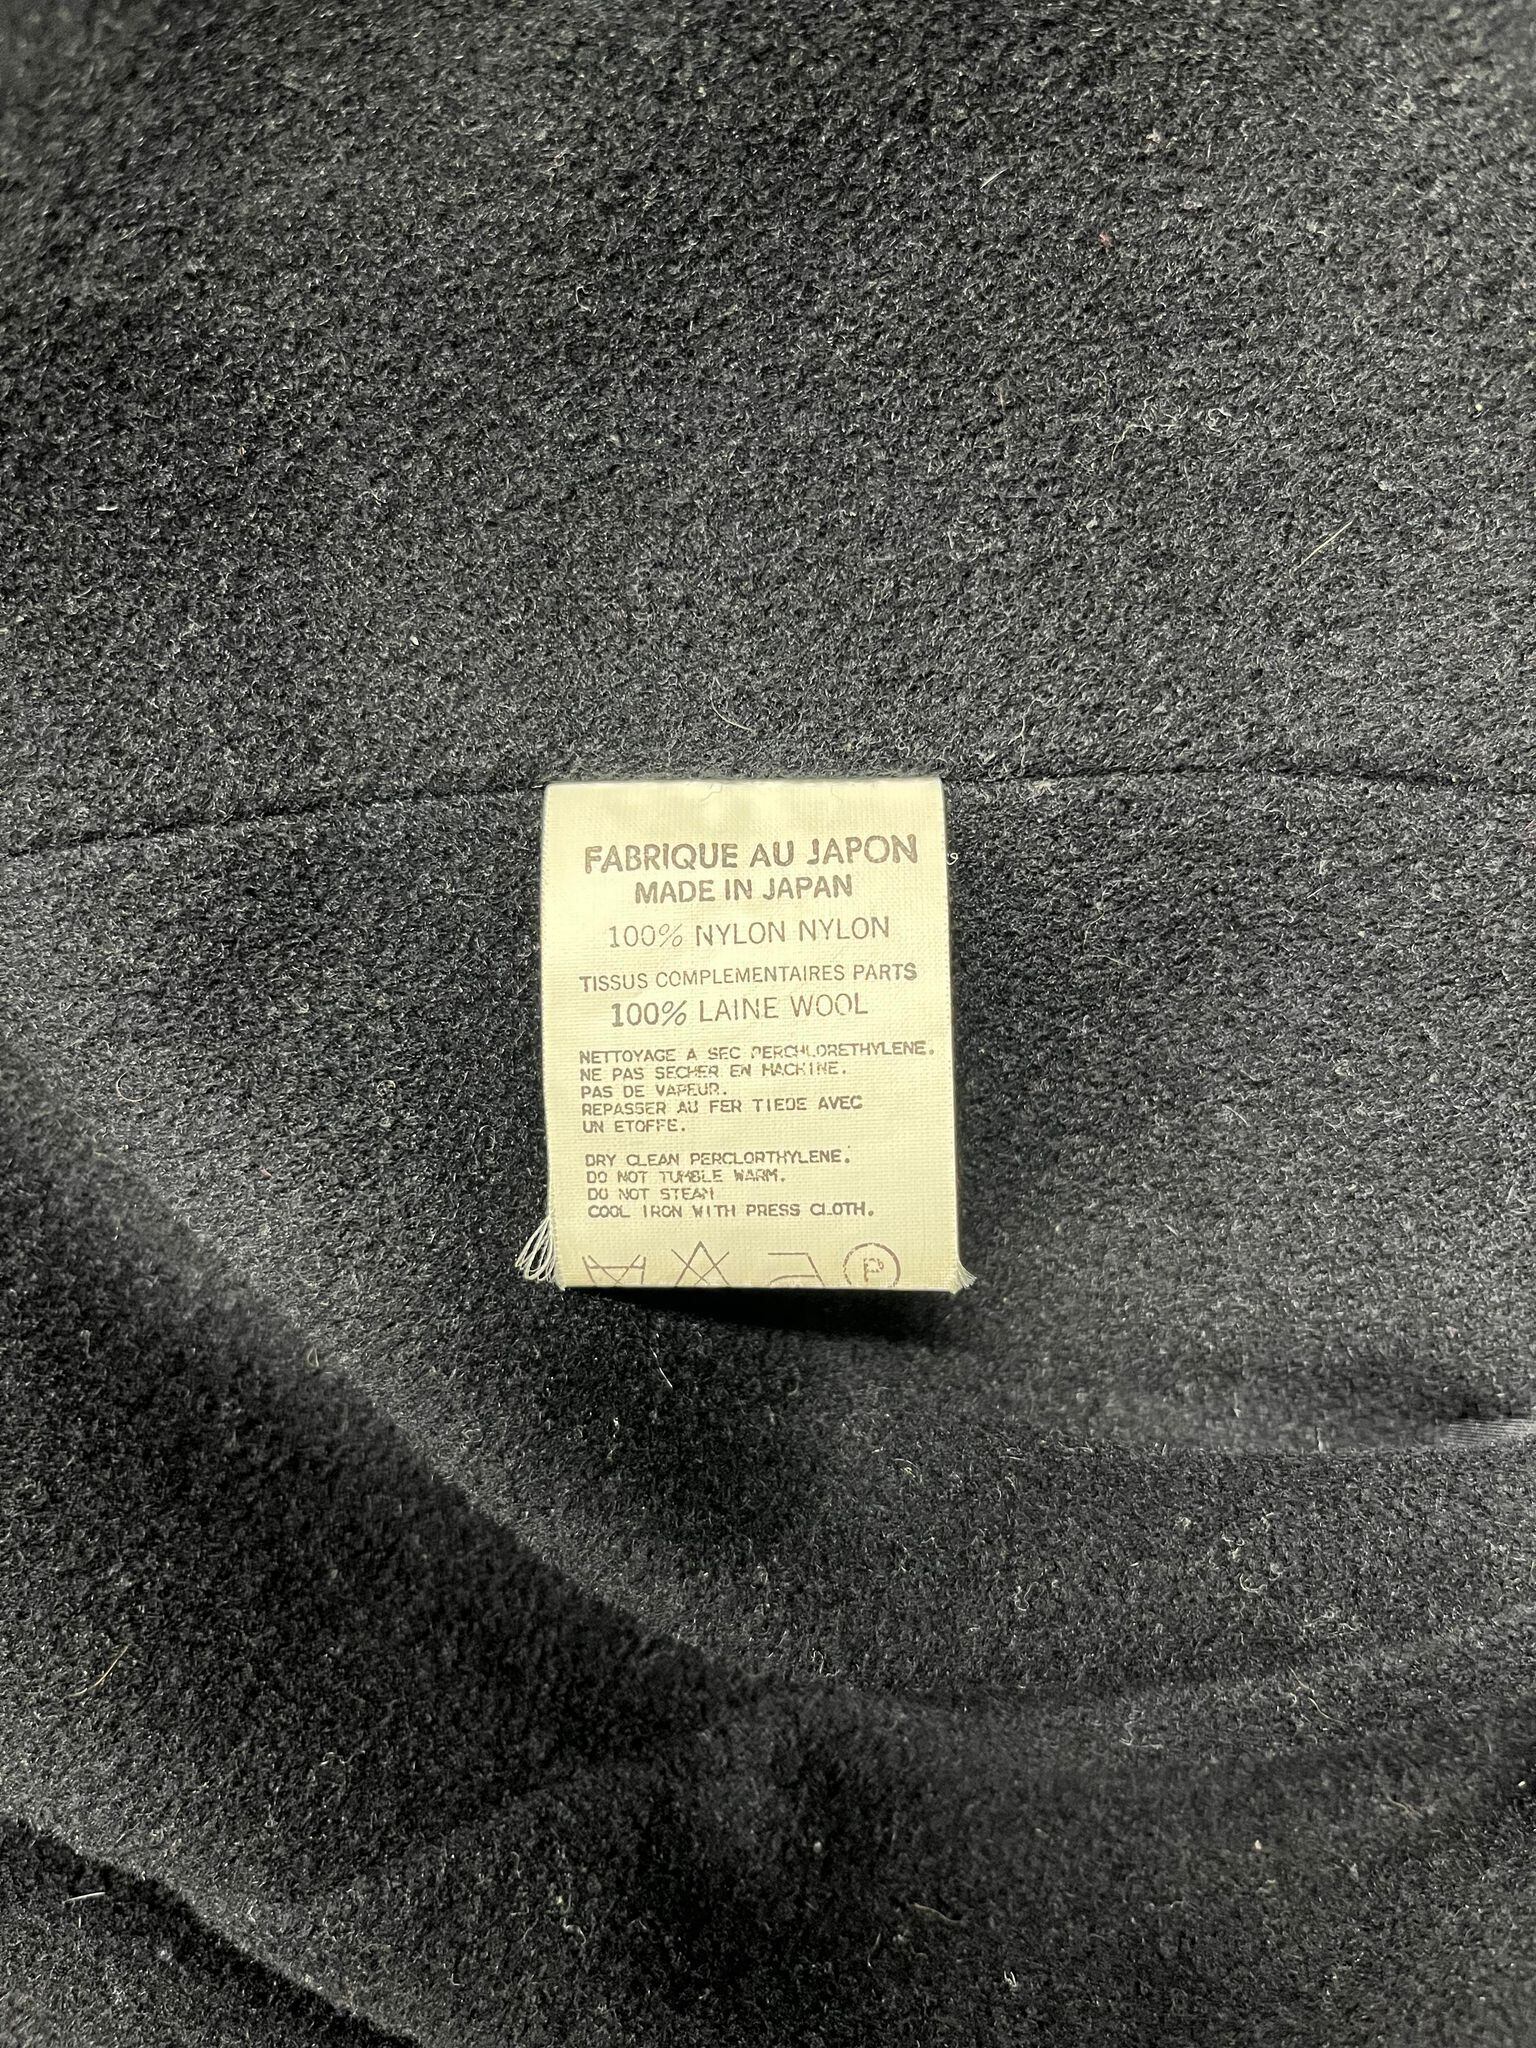 FABRIQUE AU JAPON
MADE IN JAPAN
100% NYLON NYLON
TISSUS COMPLEMENTAIRES PARTS
100% LAINE WOOL
NETTOYAGE A SEC PERCHLORETHYLENE.
NE PAS SECHER EN MACHINE.
PAS DE VAPEUR.
REPASSER AU FER TIEDE AVEC
UN ETOFFE.
DRY CLEAN PERCLORTHYLENE.
DO NOT TUMBLE WARM.
DO NOT STEAM
COOL IRON WITH PRESS CLOTH.
P